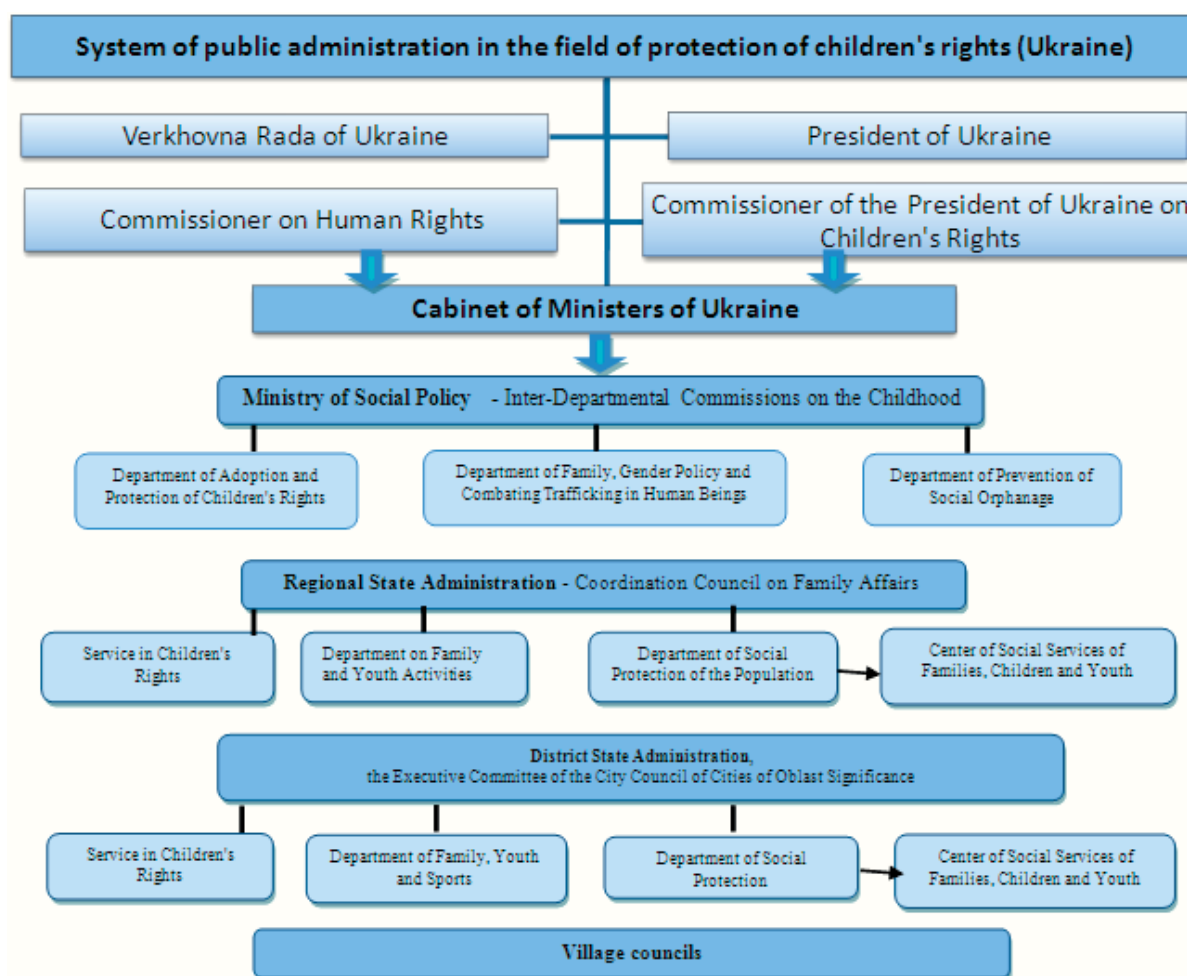 System of public administration in the field of protection of children's rights (Ukraine)
Verkhovna Rada of Ukraine
President of Ukraine
Commissioner on Human Rights
Commissioner of the President of Ukraine on
Children's Rights
Cabinet of Ministers of Ukraine
Ministry of Social Policy - Inter-Departmental Commissions on the Childhood
Department of Adoption and
Protection of Children's Rights
Department of Family, Gender Policy and
Combating Trafficking in Human Beings
Department of Prevention of
Social Orphanage
Regional State Administration - Coordination Council on Family Affairs
Service in Children's
Rights
Department on Family
and Youth Activities
Department of Social
Protection of the Population
Center of Social Services of
Families, Children and Youth
District State Administration,
the Executive Committee of the City Council of Cities of Oblast Significance
Service in Children's
Rights
Department of Family, Youth
and Sports
Department of Social
Protection
Center of Social Services of
Families, Children and Youth
Village councils